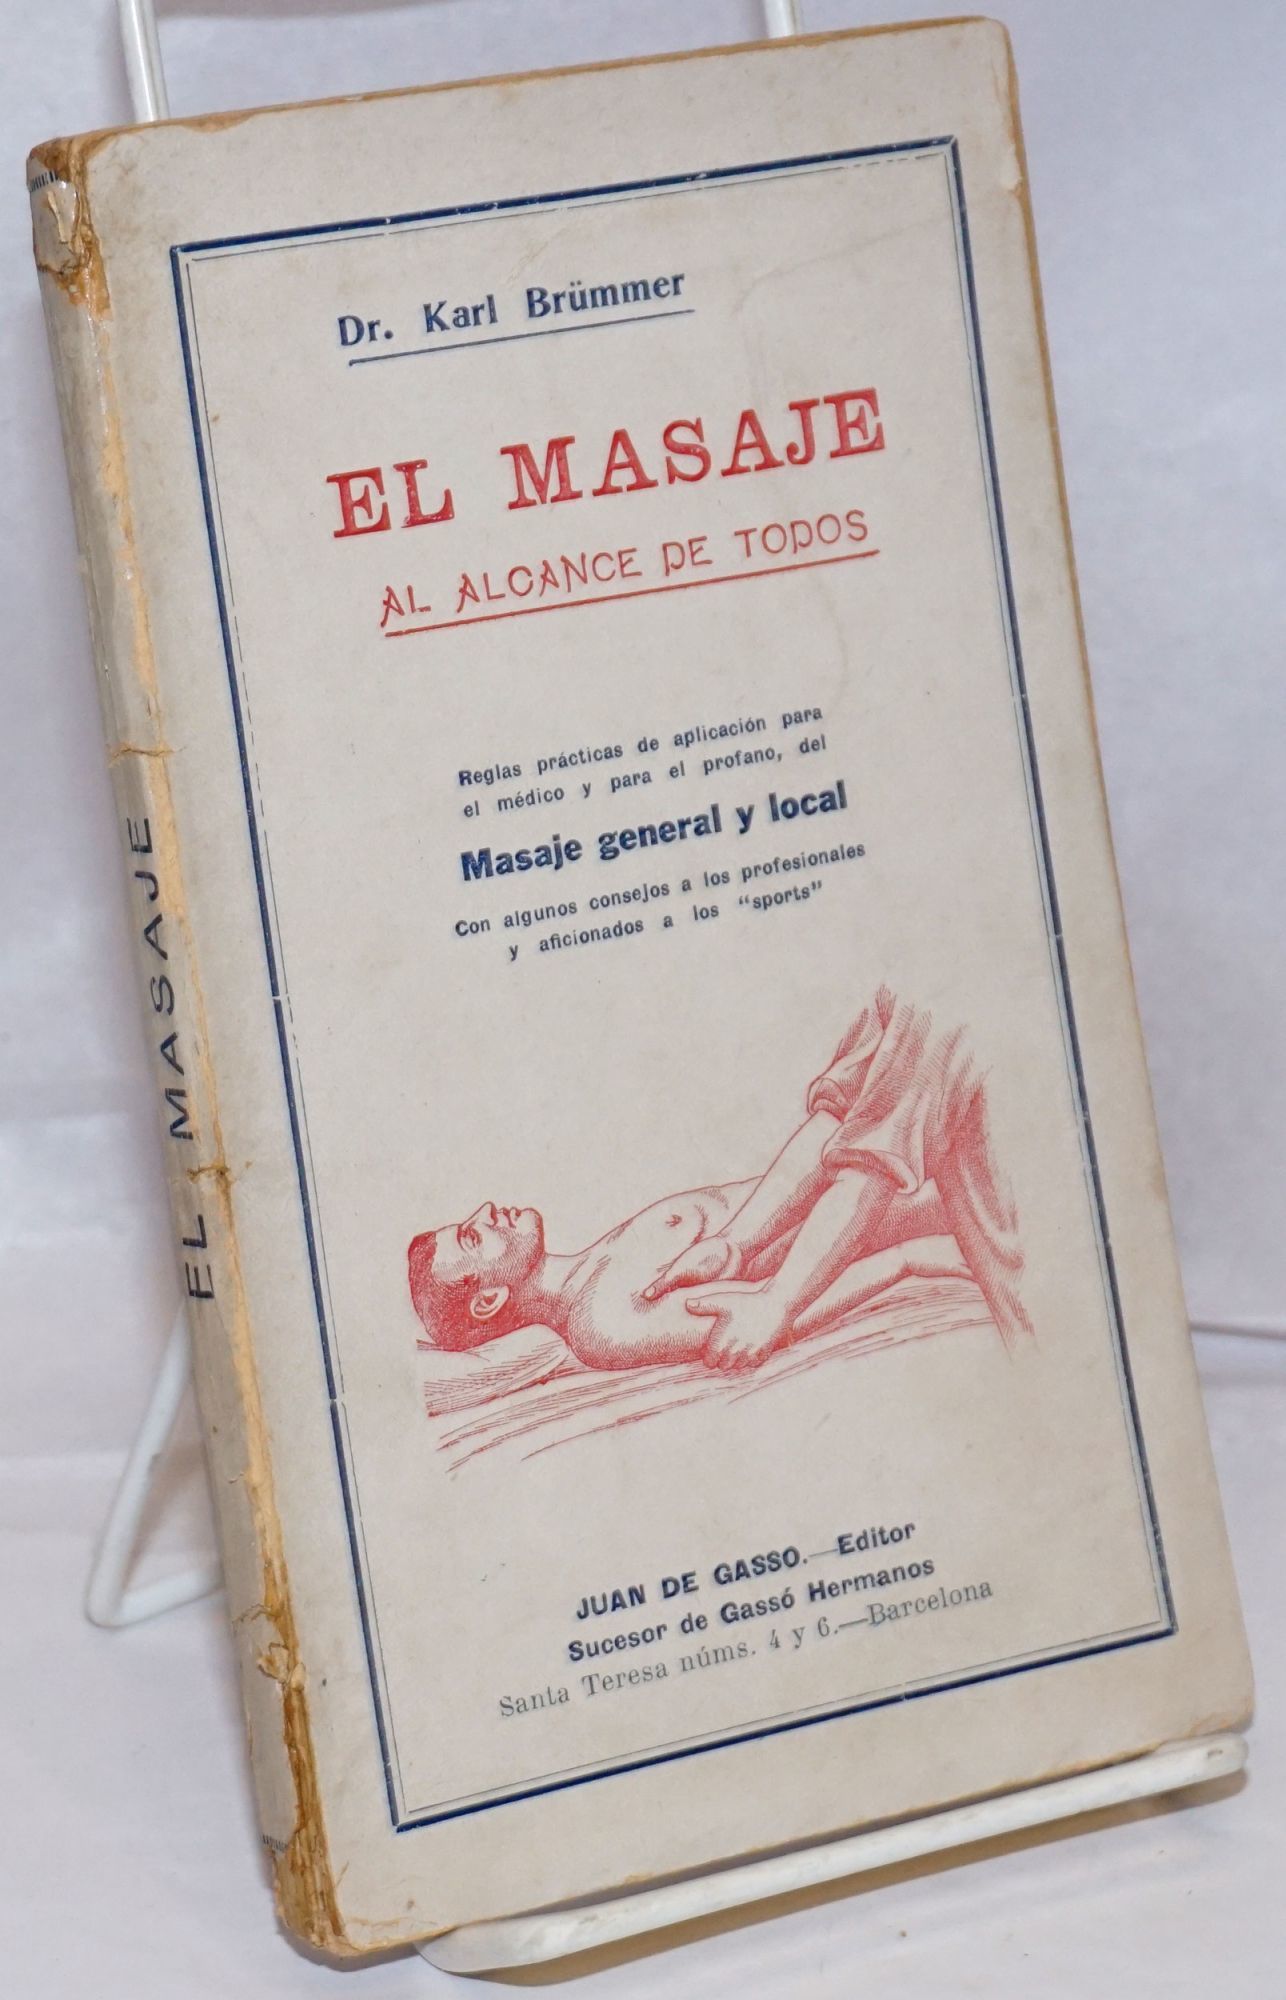 Dr. Karl Brümmer
EL MASAJE
AL ALCANCE DE TODOS
Reglas prácticas de aplicación para
el médico y para el profano, del
Masaje general y local
Con algunos consejos a los profesionales
y aficionados a los "sports"
JUAN DE GASSO.—Editor
Sucesor de Gassó Hermanos
Santa Teresa núms. 4 y 6.—Barcelona
EL MASAJE